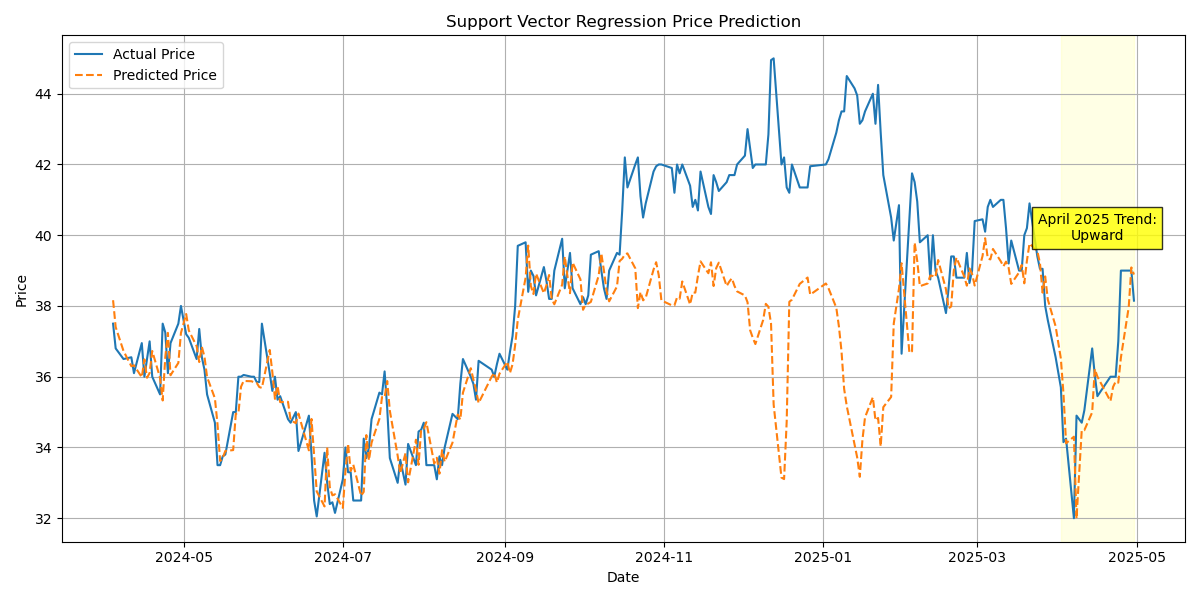 Support Vector Regression Price Prediction
Actual Price
Predicted Price
April 2025 Trend:
Upward
Price
44
42
40
38
36
34
32
2024-05 2024-07 2024-09 2024-11 2025-01 2025-03 2025-05
Date